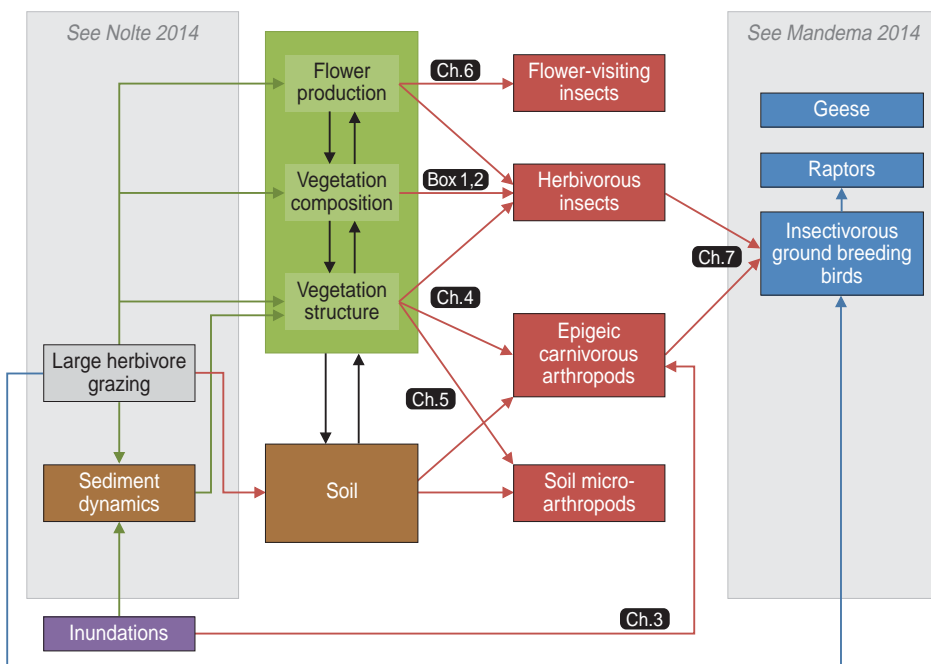 See Nolte 2014
See Mandema 2014
Flower
production
Ch.6
Flower-visiting
insects
Geese
Raptors
Vegetation
composition
Box 1,2
Herbivorous
insects
Insectivorous
ground breeding
birds
Ch.7
Vegetation
structure
Ch.4
Large herbivore
grazing
Epigeic
carnivorous
arthropods
Ch.5
Sediment
dynamics
Soil
Soil micro-
arthropods
Inundations
Ch.3